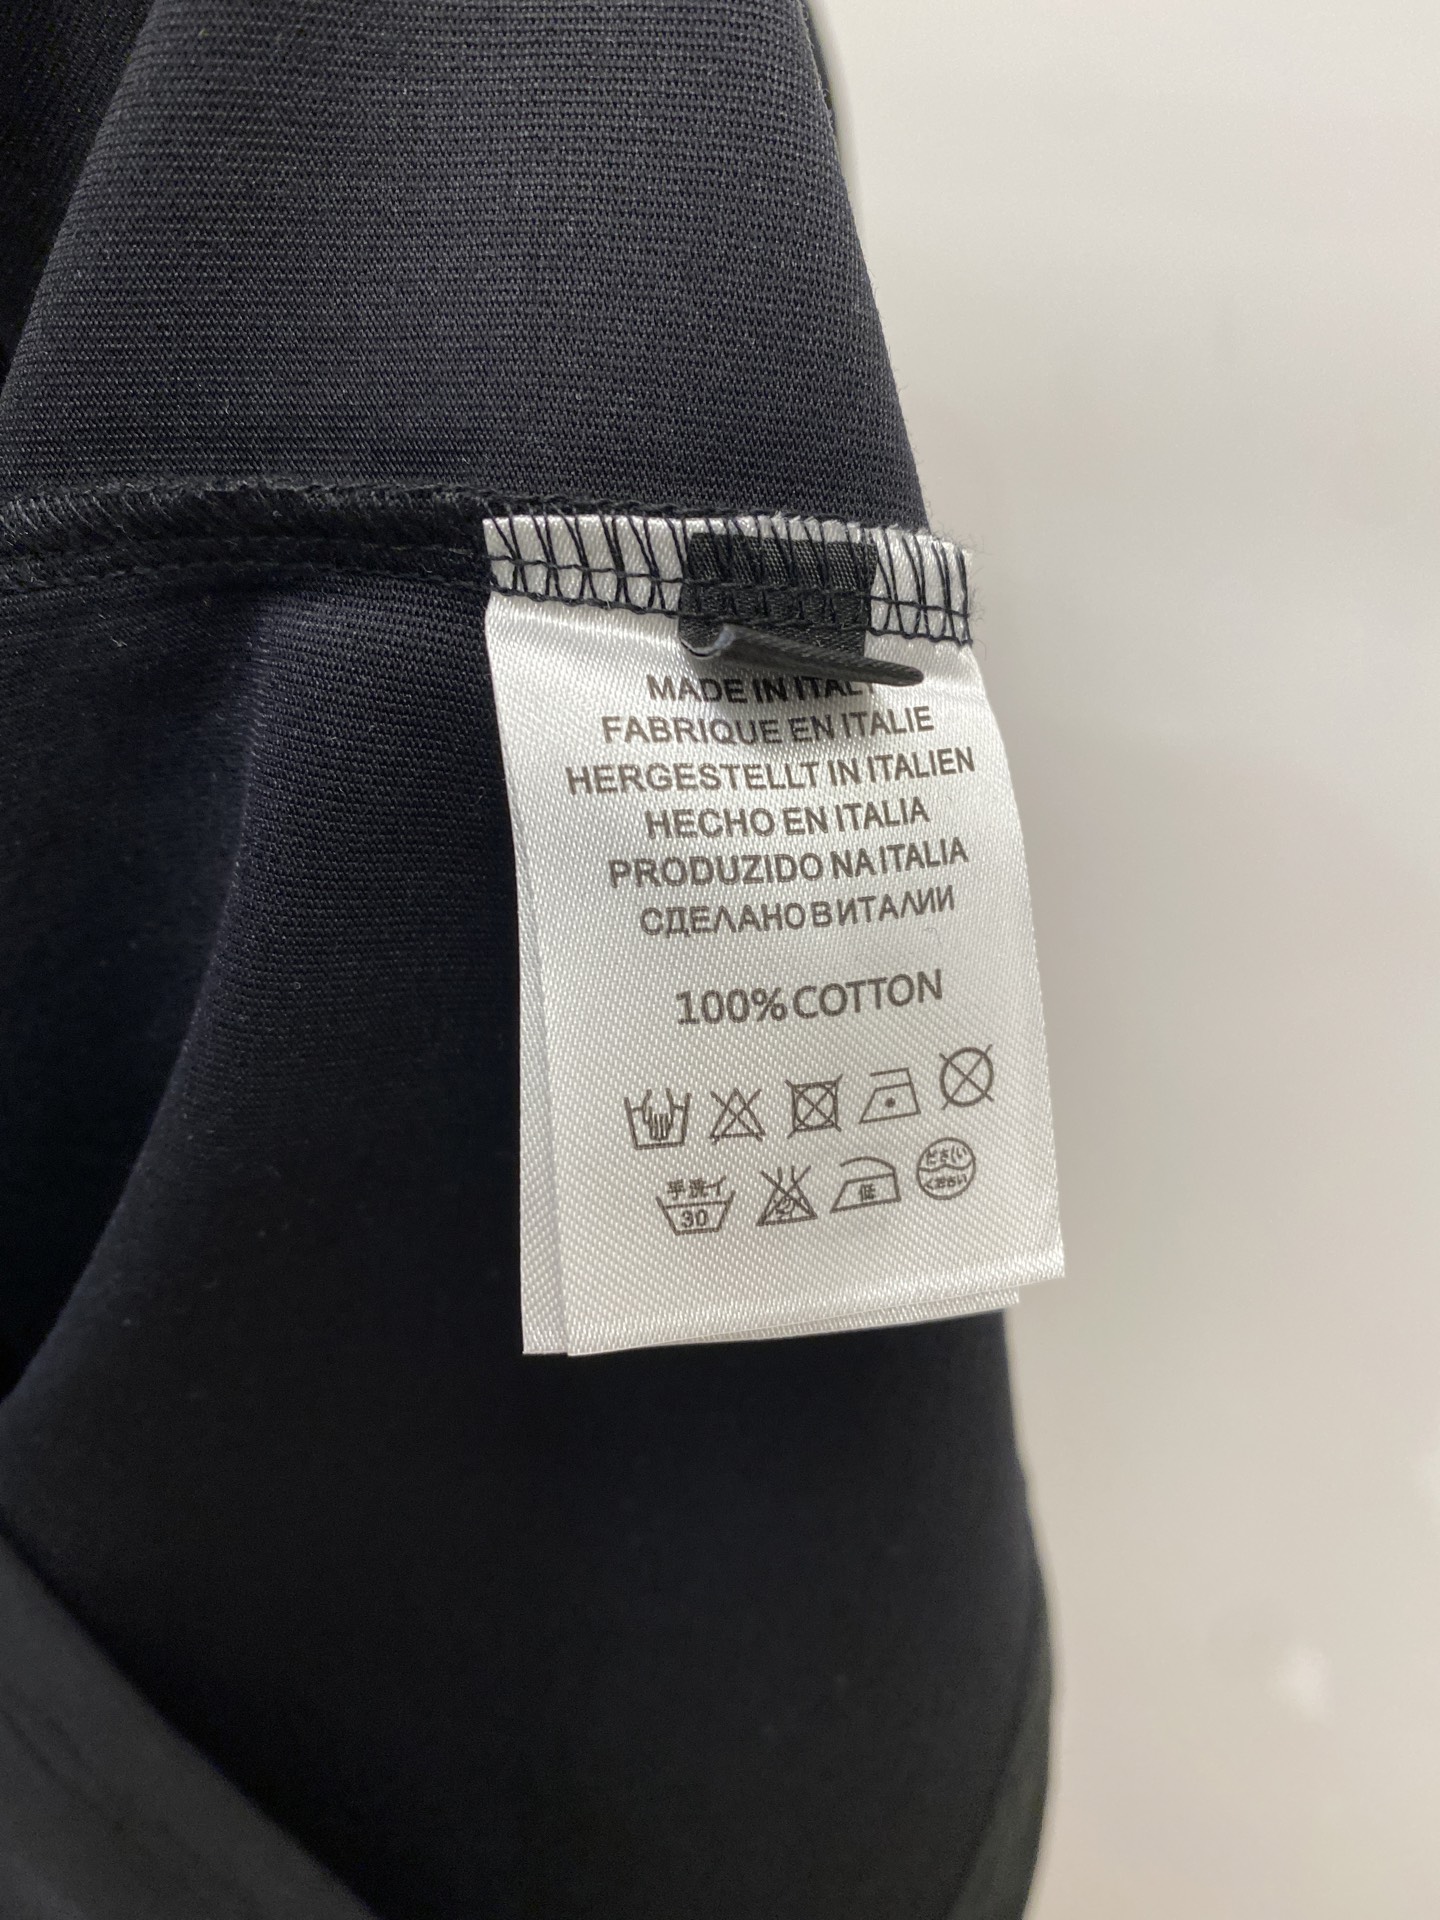 MADE IN ITALY
FABRIQUE EN ITALIE
HERGESTELLT IN ITALIEN
HECHO EN ITALIA
PRODUZIDO NA ITALIA
СДЕЛАНО В ИТАЛИИ
100% COTTON
手洗イ
30
低